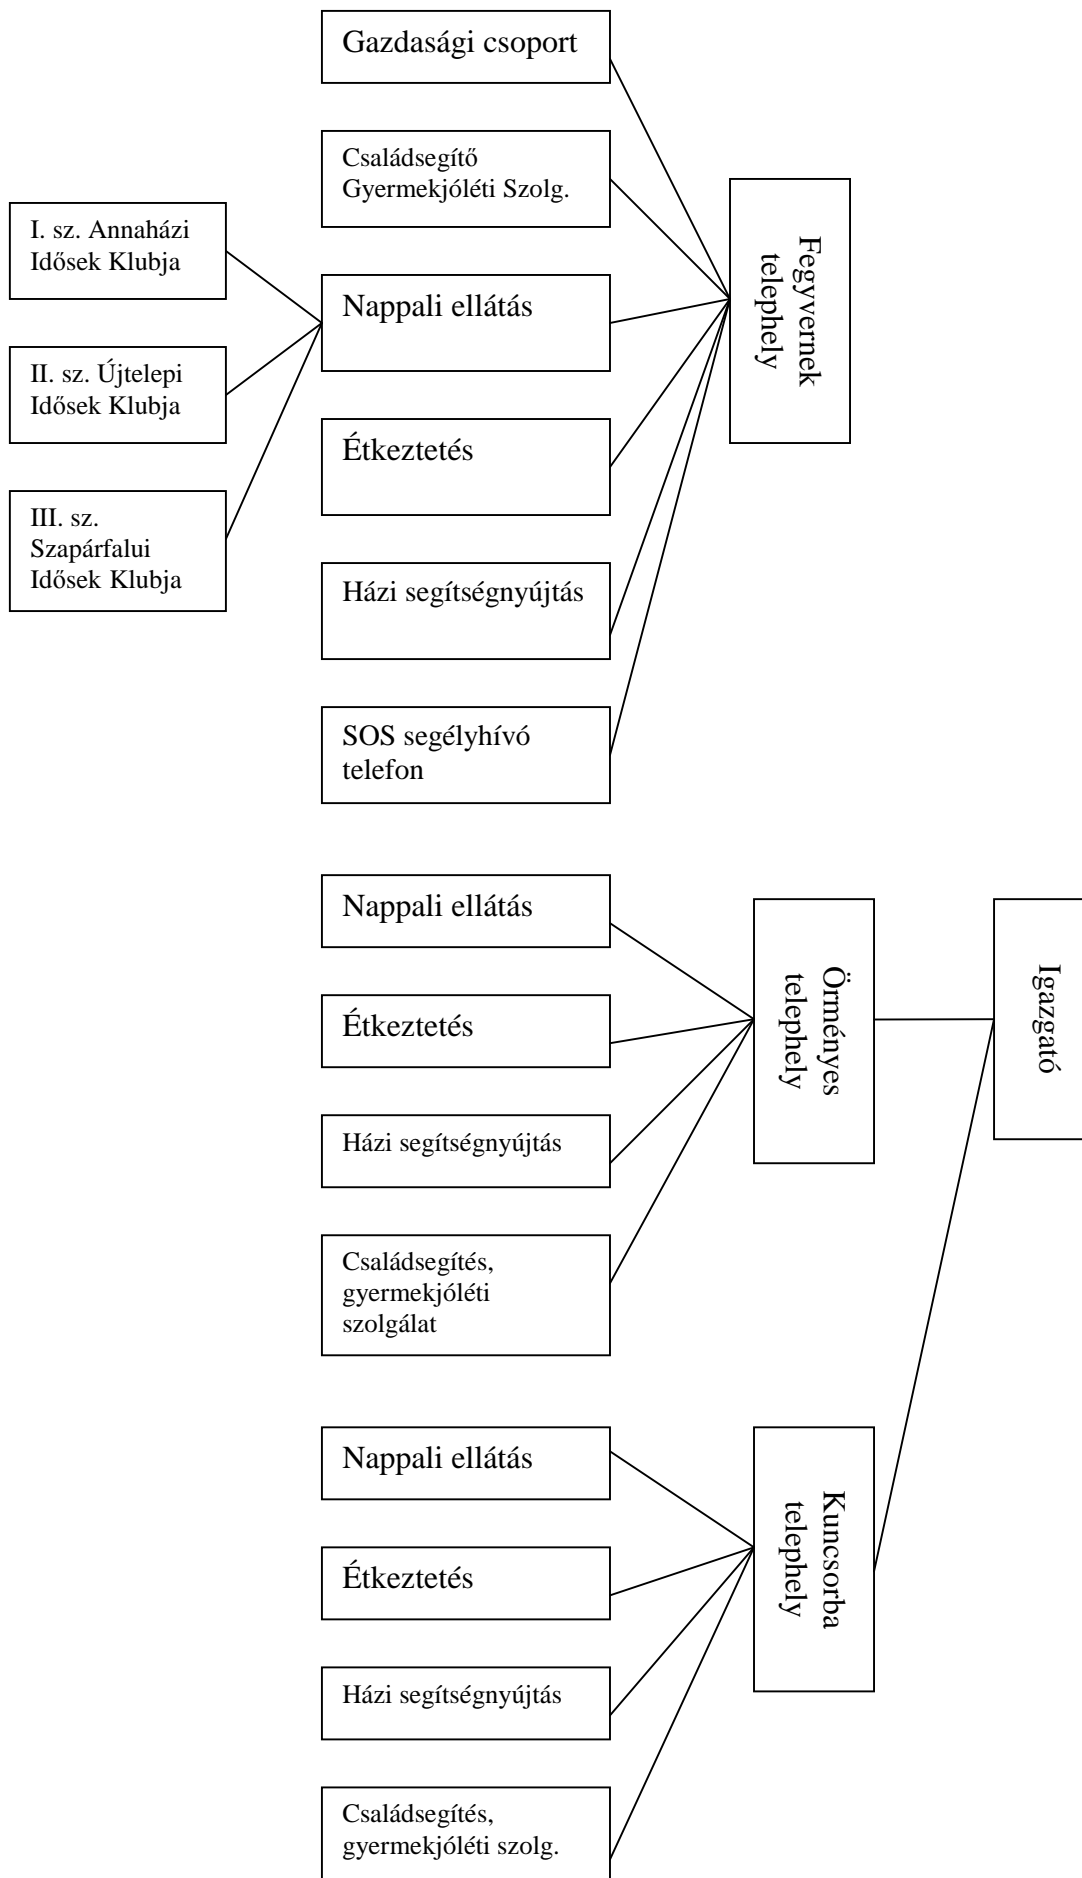 Gazdasági csoport
Családsegítő
Gyermekjóléti Szolg.
I. sz. Annaházi
Idősek Klubja
Nappali ellátás
Fegyvernek
telephely
II. sz. Újtelepi
Idősek Klubja
Étkeztetés
III. sz.
Szapárfalui
Idősek Klubja
Házi segítségnyújtás
SOS segélyhívó
telefon
Nappali ellátás
Étkeztetés
Örményes
telephely
Igazgató
Házi segítségnyújtás
Családsegítés,
gyermekjóléti
szolgálat
Nappali ellátás
Étkeztetés
Kuncsorba
telephely
Házi segítségnyújtás
Családsegítés,
gyermekjóléti szolg.